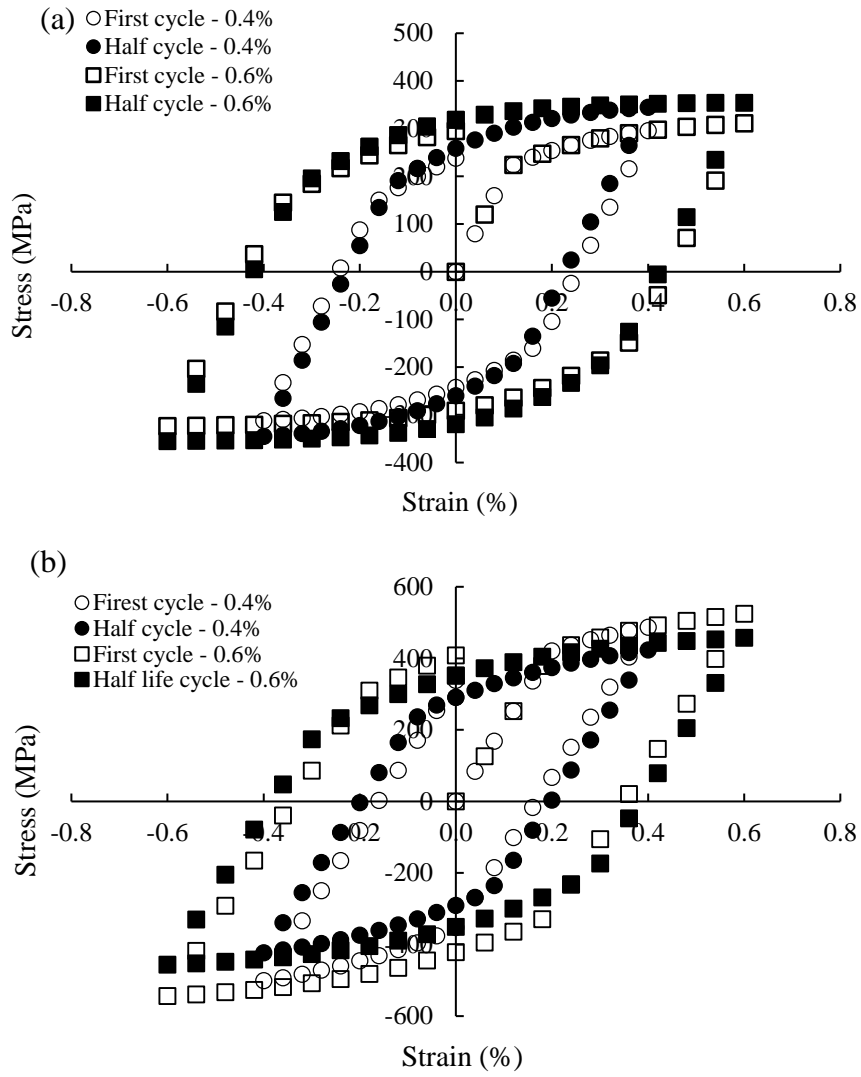 (a)
First cycle - 0.4%
Half cycle - 0.4%
First cycle - 0.6%
Half cycle - 0.6%
500
400
300
200
100
0
-100
-200
-300
-400
-0.8 -0.6 -0.4 -0.2 0.0 0.2 0.4 0.6 0.8
Stress (MPa)
Strain (%)
(b)
Firest cycle - 0.4%
Half cycle - 0.4%
First cycle - 0.6%
Half life cycle - 0.6%
600
400
200
0
-200
-400
-600
-0.8 -0.6 -0.4 -0.2 0.0 0.2 0.4 0.6 0.8
Stress (MPa)
Strain (%)